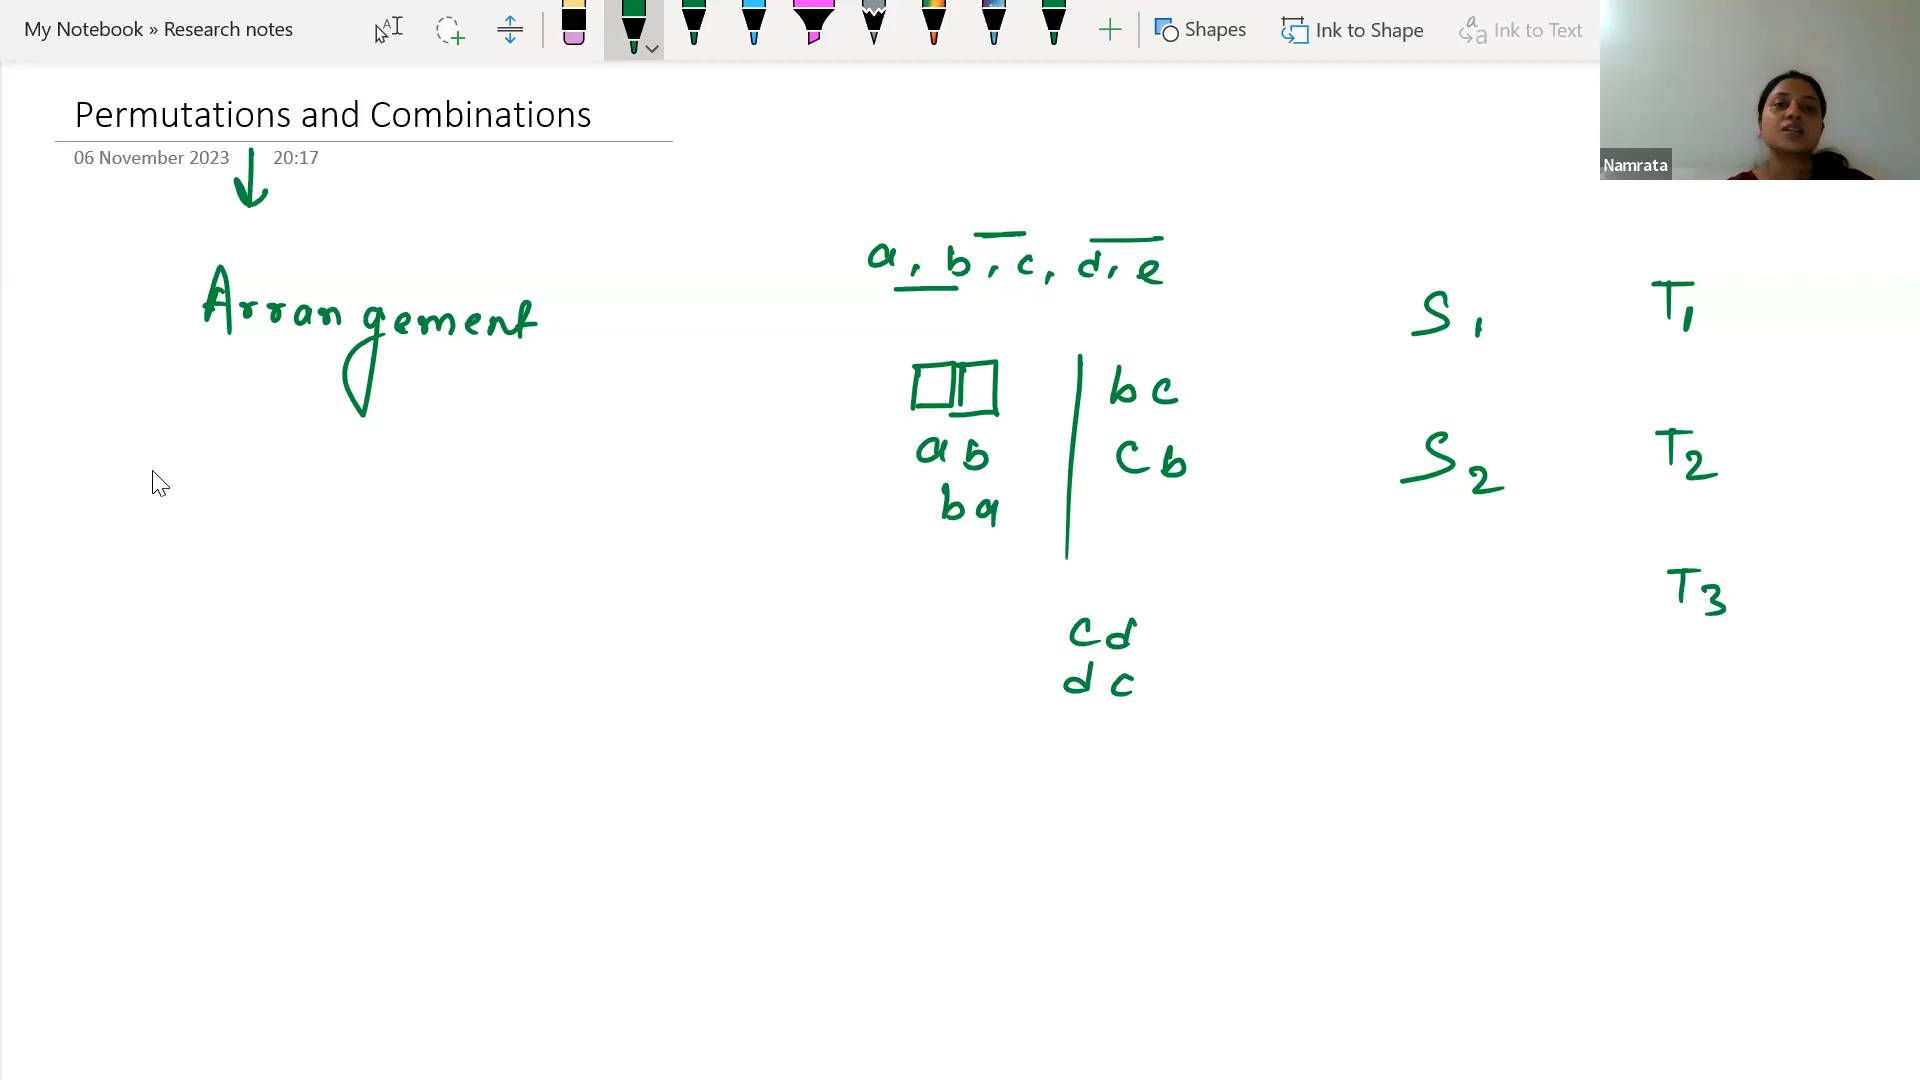 My Notebook » Research notes
Shapes
Ink to Shape
Ink to Text
Namrata
Permutations and Combinations
06 November 2023 20:17
Arrangement
a, b, c, d, e
ab
ba
bc
cb
cd
dc
S1 T1
S2 T2
T3